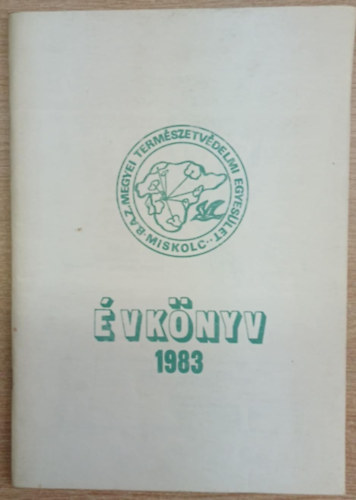 B.A.Z. MEGYEI TERMÉSZETVÉDELMI EGYESÜLET
MISKOLC
ÉVKÖNYV
1983